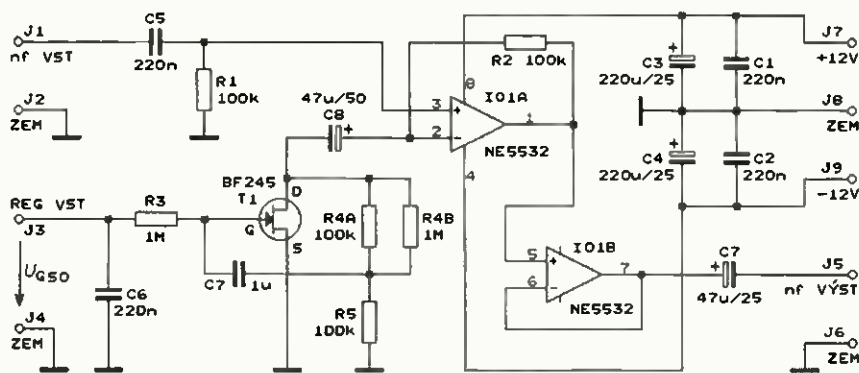 J1
nf VST
C5
220n
R1
100k
J2
ZEM
R2 100k
47u/50
C8
+
8
3
+
2
-
IO1A
1
NE5532
4
C3
220u/25
+
C1
220n
J7
+12V
J8
ZEM
C4
220u/25
+
C2
220n
J9
-12V
REG VST
J3
R3
1M
BF245
T1
D
G
S
R4A
100k
R4B
1M
UGS0
C6
220n
C7
1u
R5
100k
J4
ZEM
5
+
6
-
IO1B
7
NE5532
+
C7
47u/25
J5
nf VÝST
J6
ZEM